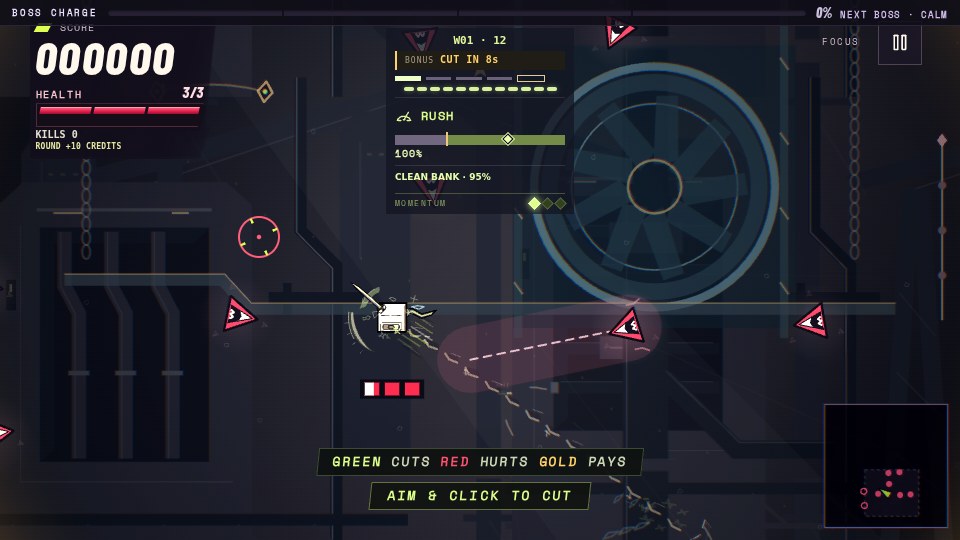 BOSS CHARGE
0% NEXT BOSS · CALM
SCORE
000000
HEALTH 3/3
KILLS 0
ROUND +10 CREDITS
W01 · 12
BONUS CUT IN 8s
RUSH
100%
CLEAN BANK · 95%
MOMENTUM
FOCUS
GREEN CUTS RED HURTS GOLD PAYS
AIM & CLICK TO CUT